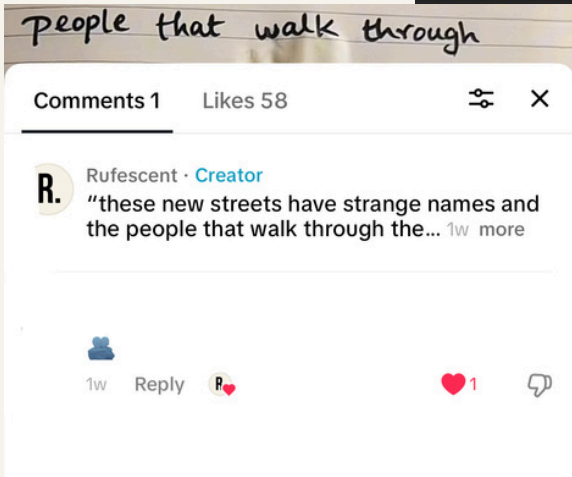 people that walk through
Comments 1 Likes 58
R.
Rufescent · Creator
“these new streets have strange names and
the people that walk through the... 1w more
1w Reply R. 1